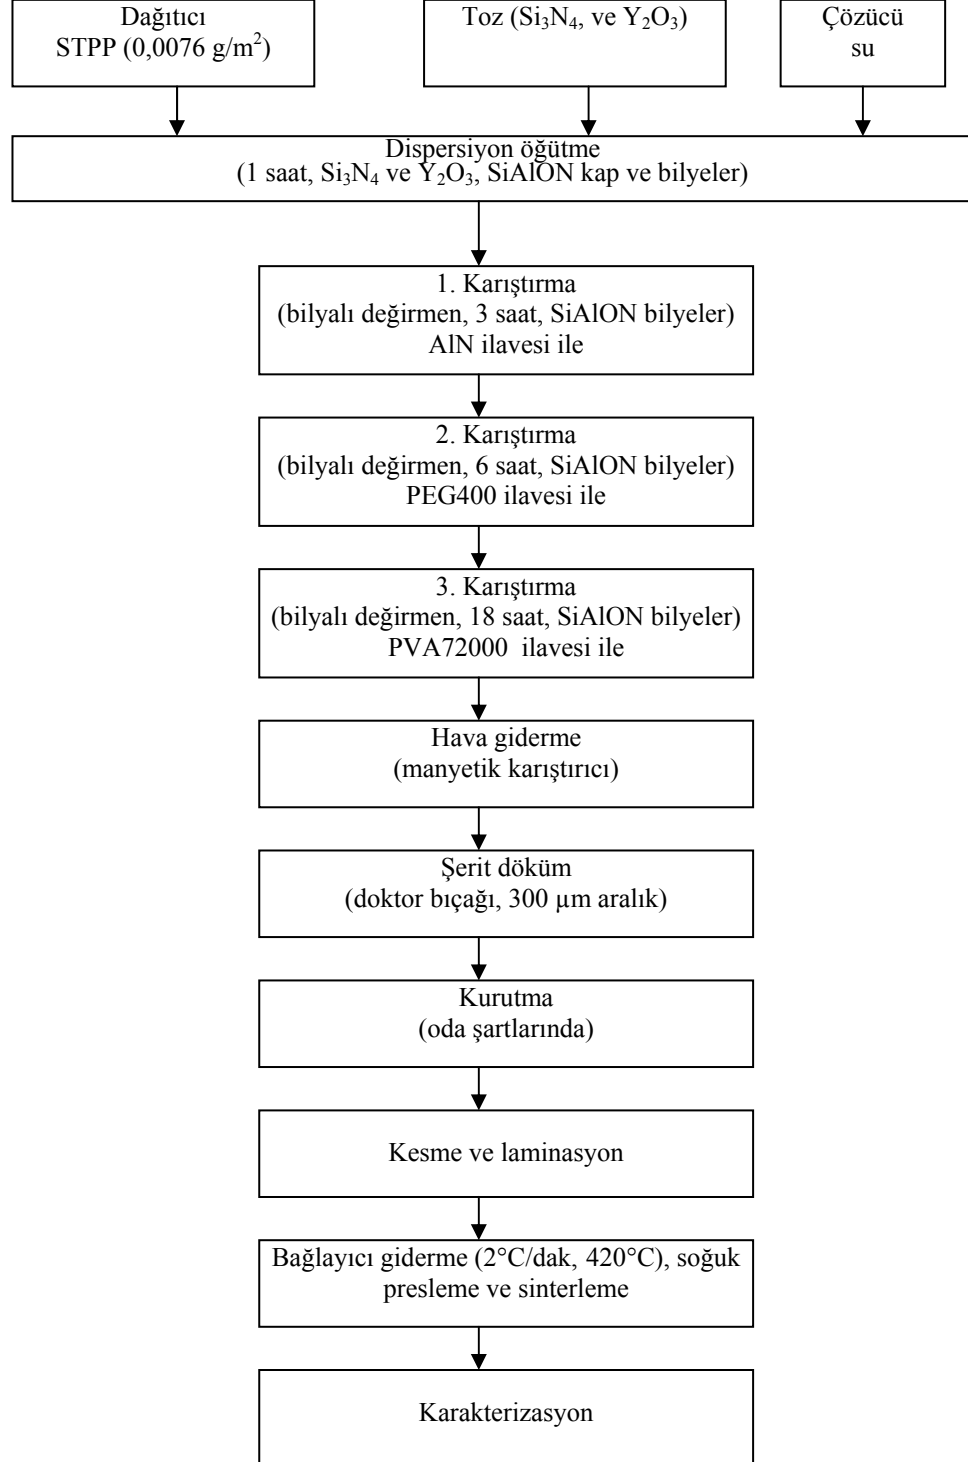 Dağıtıcı
STPP (0,0076 g/m²)
Toz (Si₃N₄, ve Y₂O₃)
Çözücü
su
Dispersiyon öğütme
(1 saat, Si₃N₄ ve Y₂O₃, SiAlON kap ve bilyeler)
1. Karıştırma
(bilyalı değirmen, 3 saat, SiAlON bilyeler)
AlN ilavesi ile
2. Karıştırma
(bilyalı değirmen, 6 saat, SiAlON bilyeler)
PEG400 ilavesi ile
3. Karıştırma
(bilyalı değirmen, 18 saat, SiAlON bilyeler)
PVA72000 ilavesi ile
Hava giderme
(manyetik karıştırıcı)
Şerit döküm
(doktor bıçağı, 300 µm aralık)
Kurutma
(oda şartlarında)
Kesme ve laminasyon
Bağlayıcı giderme (2°C/dak, 420°C), soğuk
presleme ve sinterleme
Karakterizasyon